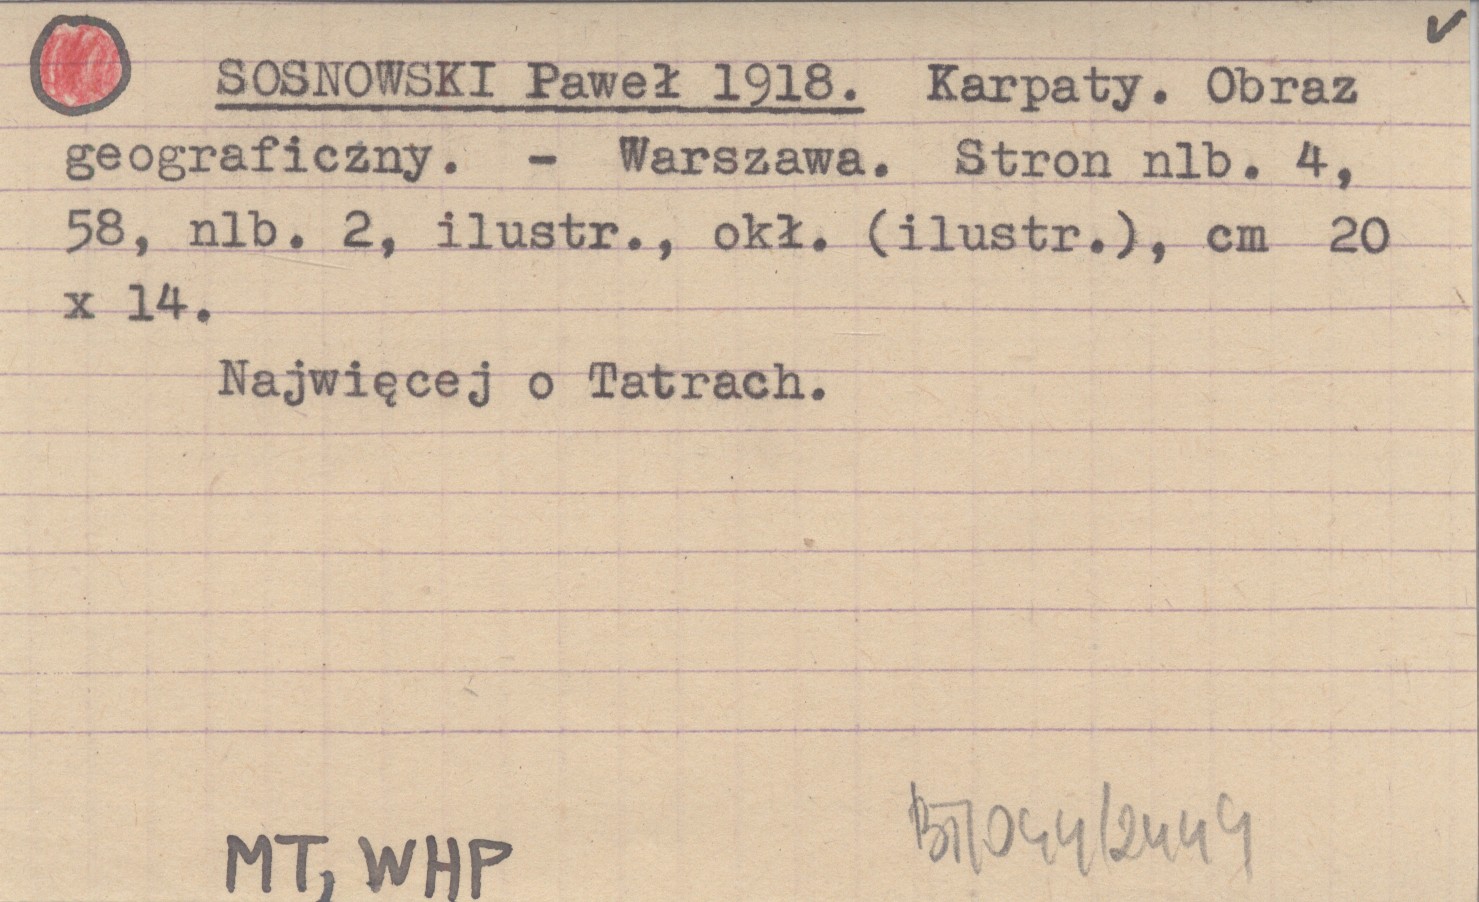 SOSNOWSKI Paweł 1918. Karpaty. Obraz
geograficzny. - Warszawa. Stron nlb. 4,
58, nlb. 2, ilustr., okł. (ilustr.), cm 20
x 14.
Najwięcej o Tatrach.
MT, WHP